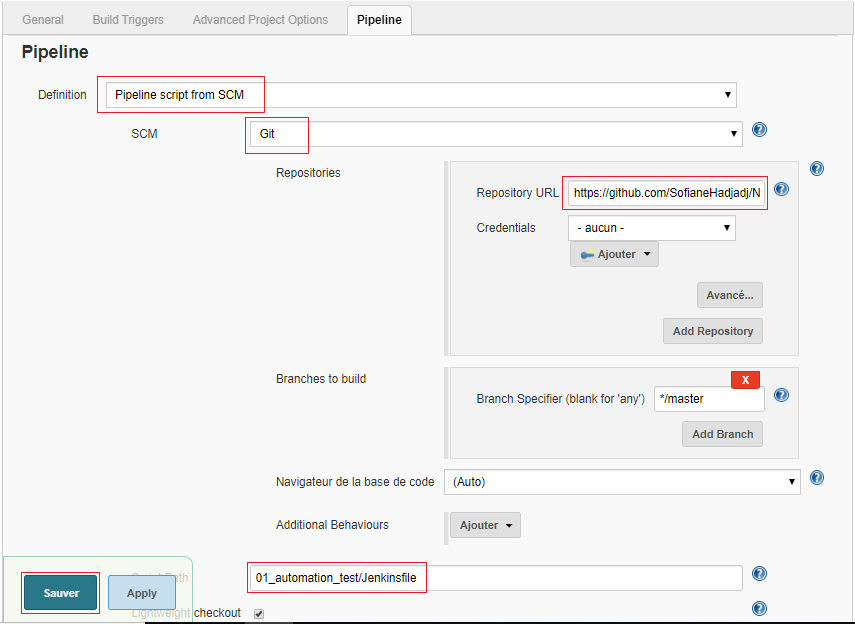 General Build Triggers Advanced Project Options Pipeline
Pipeline
Definition Pipeline script from SCM
SCM Git
Repositories
Repository URL https://github.com/SofianeHadjadj/N
Credentials - aucun -
Ajouter
Avancé...
Add Repository
Branches to build
X
Branch Specifier (blank for 'any') */master
Add Branch
Navigateur de la base de code (Auto)
Additional Behaviours Ajouter
Script Path 01_automation_test/Jenkinsfile
Sauver Apply
Lightweight checkout